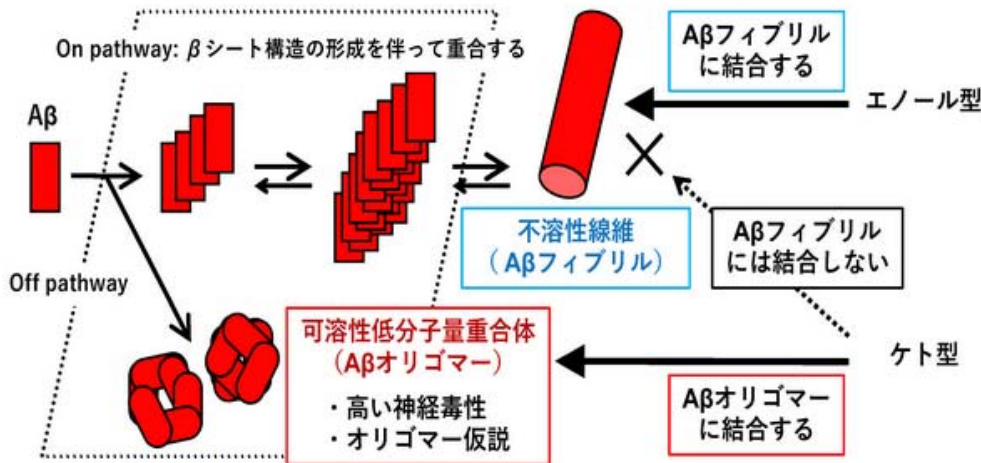 On pathway: βシート構造の形成を伴って重合する
Aβ
Off pathway
Aβフィブリル
に結合する
エノール型
不溶性線維
（Aβフィブリル）
Aβフィブリル
には結合しない
可溶性低分子量重合体
（Aβオリゴマー）
・高い神経毒性
・オリゴマー仮説
ケト型
Aβオリゴマー
に結合する